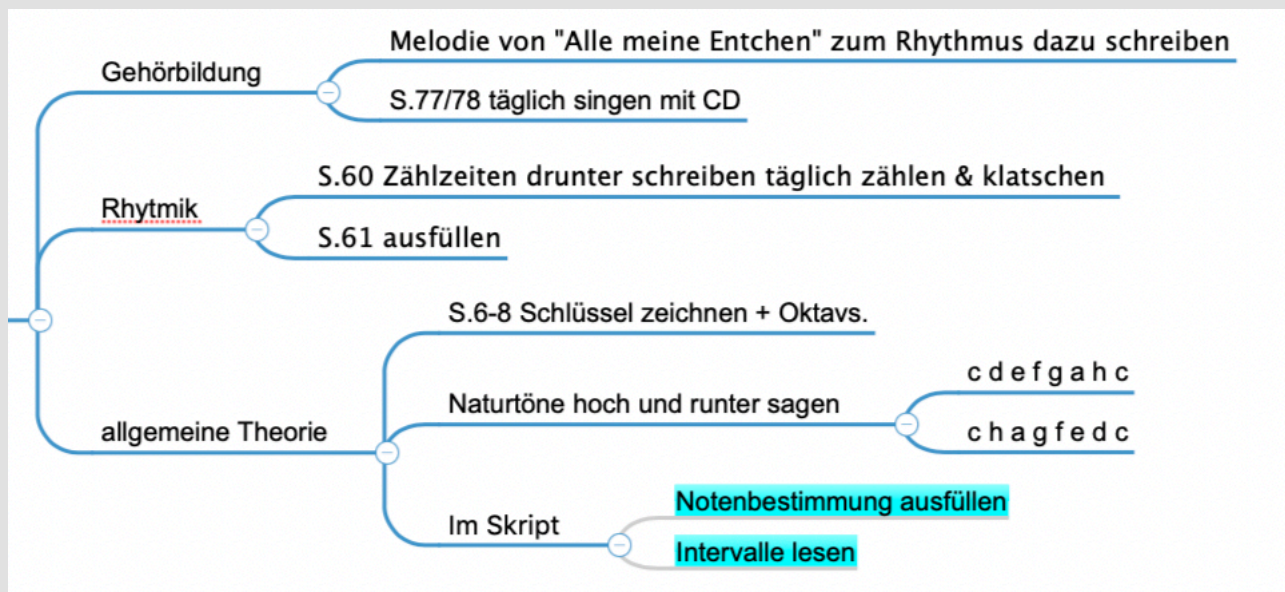 Melodie von "Alle meine Entchen" zum Rhythmus dazu schreiben
Gehörbildung
S.77/78 täglich singen mit CD
S.60 Zählzeiten drunter schreiben täglich zählen & klatschen
Rhytmik
S.61 ausfüllen
S.6-8 Schlüssel zeichnen + Oktavs.
c d e f g a h c
Naturtöne hoch und runter sagen
c h a g f e d c
allgemeine Theorie
Notenbestimmung ausfüllen
Im Skript
Intervalle lesen